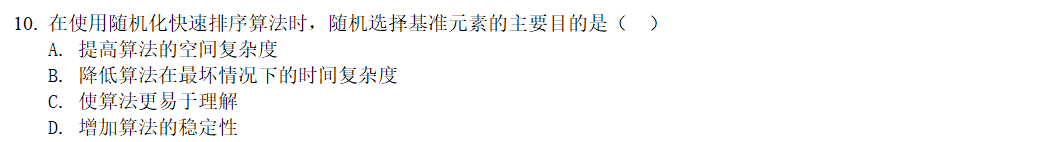 10. 在使用随机化快速排序算法时，随机选择基准元素的主要目的是（ ）
A. 提高算法的空间复杂度
B. 降低算法在最坏情况下的时间复杂度
C. 使算法更易于理解
D. 增加算法的稳定性